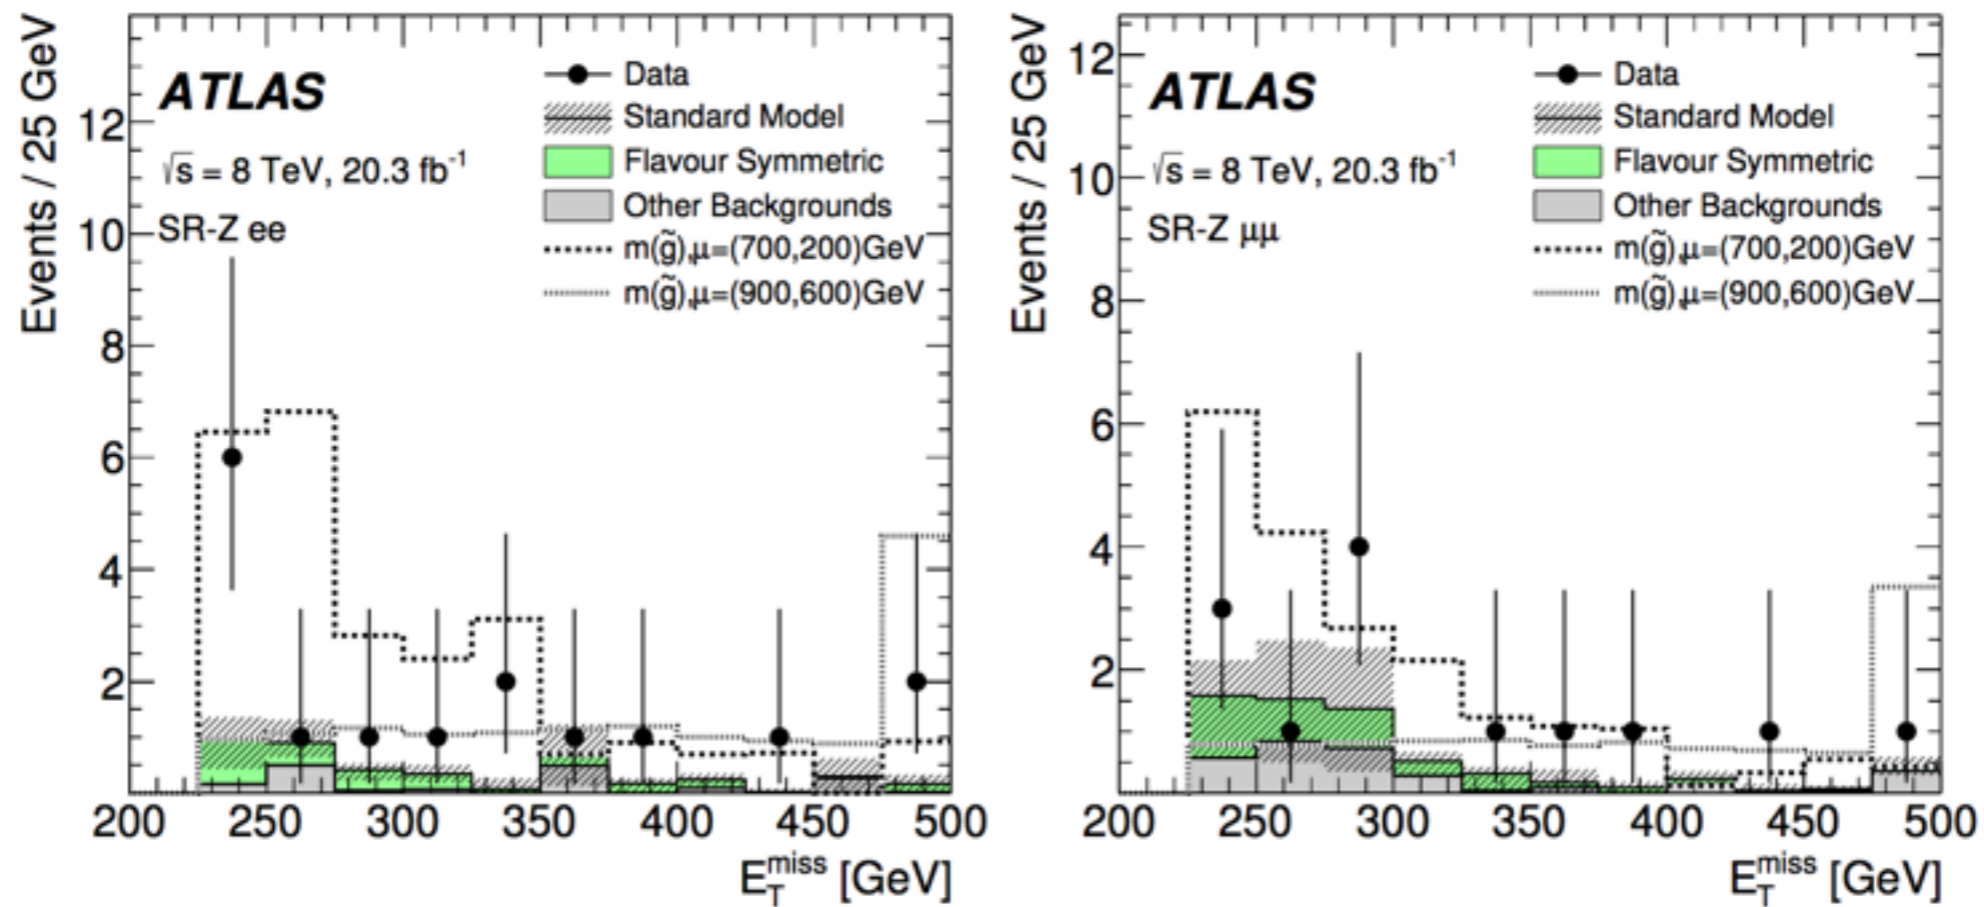 Events / 25 GeV
12
10
8
6
4
2
ATLAS
√s = 8 TeV, 20.3 fb⁻¹
SR-Z ee
Data
Standard Model
Flavour Symmetric
Other Backgrounds
m(g̃),μ=(700,200)GeV
m(g̃),μ=(900,600)GeV
200 250 300 350 400 450 500
E_T^miss [GeV]
Events / 25 GeV
12
10
8
6
4
2
ATLAS
√s = 8 TeV, 20.3 fb⁻¹
SR-Z μμ
Data
Standard Model
Flavour Symmetric
Other Backgrounds
m(g̃),μ=(700,200)GeV
m(g̃),μ=(900,600)GeV
200 250 300 350 400 450 500
E_T^miss [GeV]